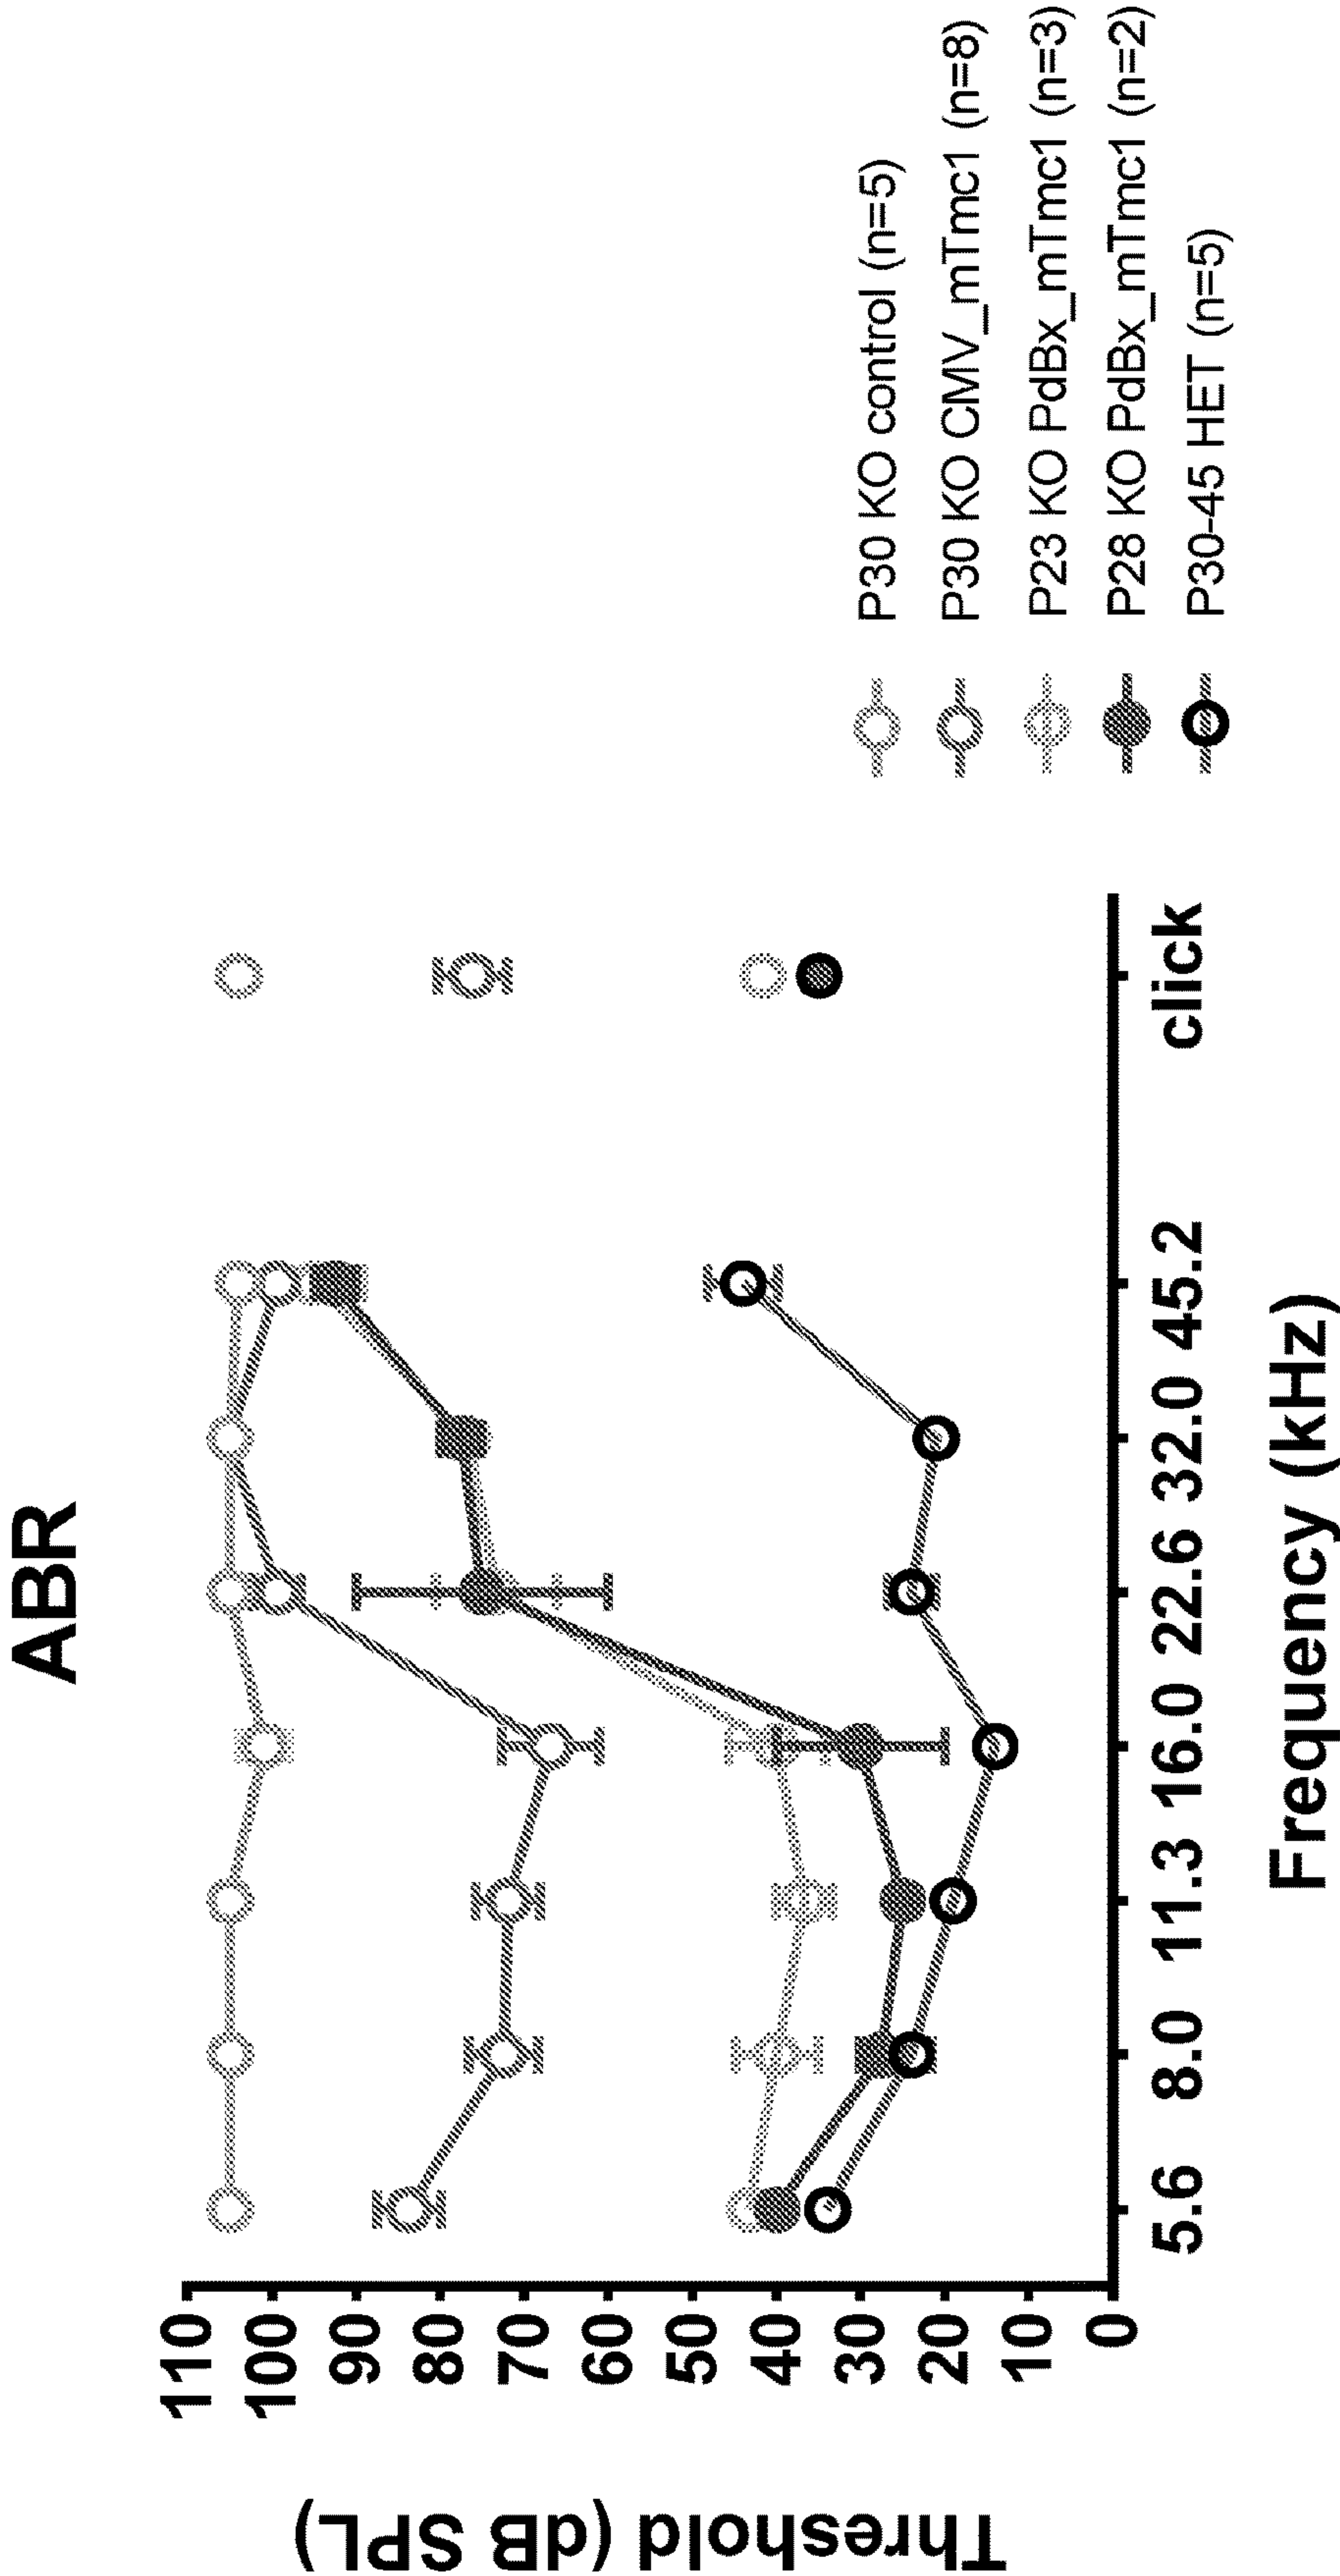 ABR
Threshold (dB SPL)
110
100
90
80
70
60
50
40
30
20
10
0
5.6 8.0 11.3 16.0 22.6 32.0 45.2 click
Frequency (kHz)
P30 KO control (n=5)
P30 KO CMV_mTmc1 (n=8)
P23 KO PdBx_mTmc1 (n=3)
P28 KO PdBx_mTmc1 (n=2)
P30-45 HET (n=5)